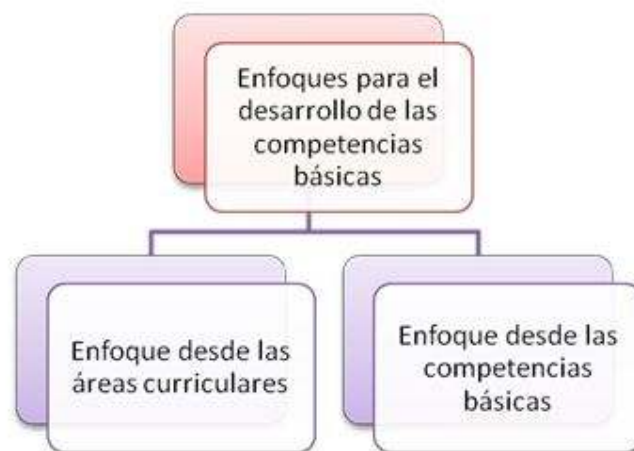 Enfoques para el
desarrollo de las
competencias
básicas
Enfoque desde las
áreas curriculares
Enfoque desde las
competencias
básicas